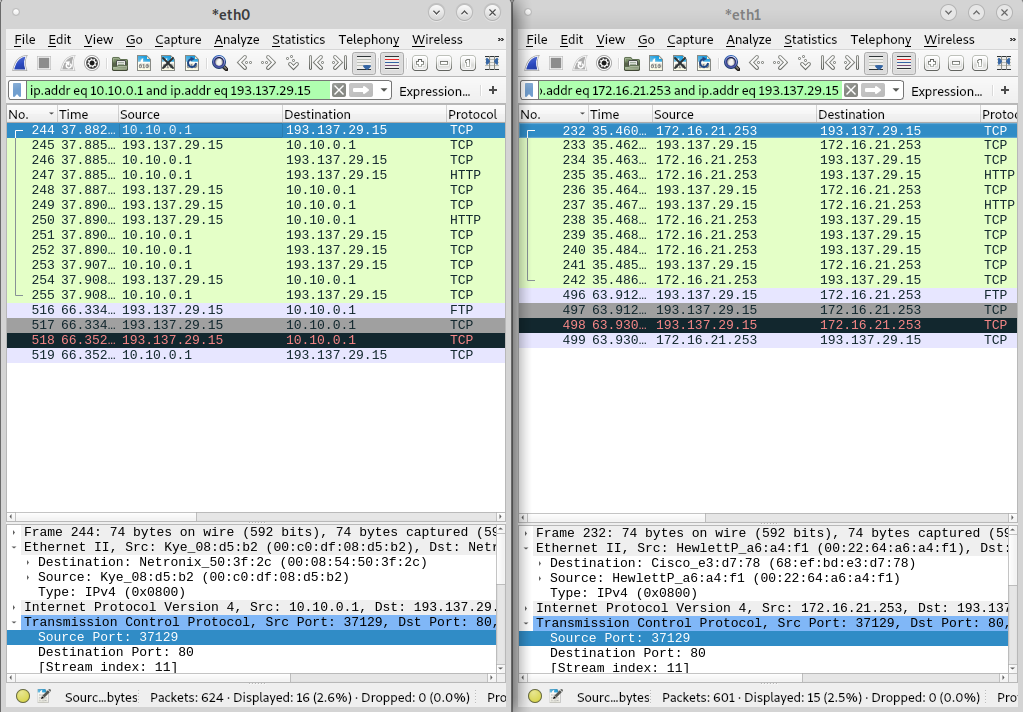 *eth0
File Edit View Go Capture Analyze Statistics Telephony Wireless »
ip.addr eq 10.10.0.1 and ip.addr eq 193.137.29.15 Expression... +
No. Time Source Destination Protocol
244 37.882… 10.10.0.1 193.137.29.15 TCP
245 37.885… 193.137.29.15 10.10.0.1 TCP
246 37.885… 10.10.0.1 193.137.29.15 TCP
247 37.885… 10.10.0.1 193.137.29.15 HTTP
248 37.887… 193.137.29.15 10.10.0.1 TCP
249 37.890… 193.137.29.15 10.10.0.1 TCP
250 37.890… 193.137.29.15 10.10.0.1 HTTP
251 37.890… 10.10.0.1 193.137.29.15 TCP
252 37.890… 10.10.0.1 193.137.29.15 TCP
253 37.907… 10.10.0.1 193.137.29.15 TCP
254 37.908… 193.137.29.15 10.10.0.1 TCP
255 37.908… 10.10.0.1 193.137.29.15 TCP
516 66.334… 193.137.29.15 10.10.0.1 FTP
517 66.334… 193.137.29.15 10.10.0.1 TCP
518 66.352… 193.137.29.15 10.10.0.1 TCP
519 66.352… 10.10.0.1 193.137.29.15 TCP
Frame 244: 74 bytes on wire (592 bits), 74 bytes captured (59
Ethernet II, Src: Kye_08:d5:b2 (00:c0:df:08:d5:b2), Dst: Netr
Destination: Netronix_50:3f:2c (00:08:54:50:3f:2c)
Source: Kye_08:d5:b2 (00:c0:df:08:d5:b2)
Type: IPv4 (0x0800)
Internet Protocol Version 4, Src: 10.10.0.1, Dst: 193.137.29.
Transmission Control Protocol, Src Port: 37129, Dst Port: 80,
Source Port: 37129
Destination Port: 80
[Stream index: 11]
Sourc...bytes Packets: 624 · Displayed: 16 (2.6%) · Dropped: 0 (0.0%) Pro
*eth1
File Edit View Go Capture Analyze Statistics Telephony Wireless »
.addr eq 172.16.21.253 and ip.addr eq 193.137.29.15 Expression... +
No. Time Source Destination Protoc
232 35.460… 172.16.21.253 193.137.29.15 TCP
233 35.462… 193.137.29.15 172.16.21.253 TCP
234 35.463… 172.16.21.253 193.137.29.15 TCP
235 35.463… 172.16.21.253 193.137.29.15 HTTP
236 35.464… 193.137.29.15 172.16.21.253 TCP
237 35.467… 193.137.29.15 172.16.21.253 HTTP
238 35.468… 172.16.21.253 193.137.29.15 TCP
239 35.468… 193.137.29.15 172.16.21.253 TCP
240 35.484… 172.16.21.253 193.137.29.15 TCP
241 35.485… 193.137.29.15 172.16.21.253 TCP
242 35.486… 172.16.21.253 193.137.29.15 TCP
496 63.912… 193.137.29.15 172.16.21.253 FTP
497 63.912… 193.137.29.15 172.16.21.253 TCP
498 63.930… 193.137.29.15 172.16.21.253 TCP
499 63.930… 172.16.21.253 193.137.29.15 TCP
Frame 232: 74 bytes on wire (592 bits), 74 bytes captured (59
Ethernet II, Src: HewlettP_a6:a4:f1 (00:22:64:a6:a4:f1), Dst:
Destination: Cisco_e3:d7:78 (68:ef:bd:e3:d7:78)
Source: HewlettP_a6:a4:f1 (00:22:64:a6:a4:f1)
Type: IPv4 (0x0800)
Internet Protocol Version 4, Src: 172.16.21.253, Dst: 193.137
Transmission Control Protocol, Src Port: 37129, Dst Port: 80,
Source Port: 37129
Destination Port: 80
[Stream index: 11]
Sourc...bytes Packets: 601 · Displayed: 15 (2.5%) · Dropped: 0 (0.0%) Pro